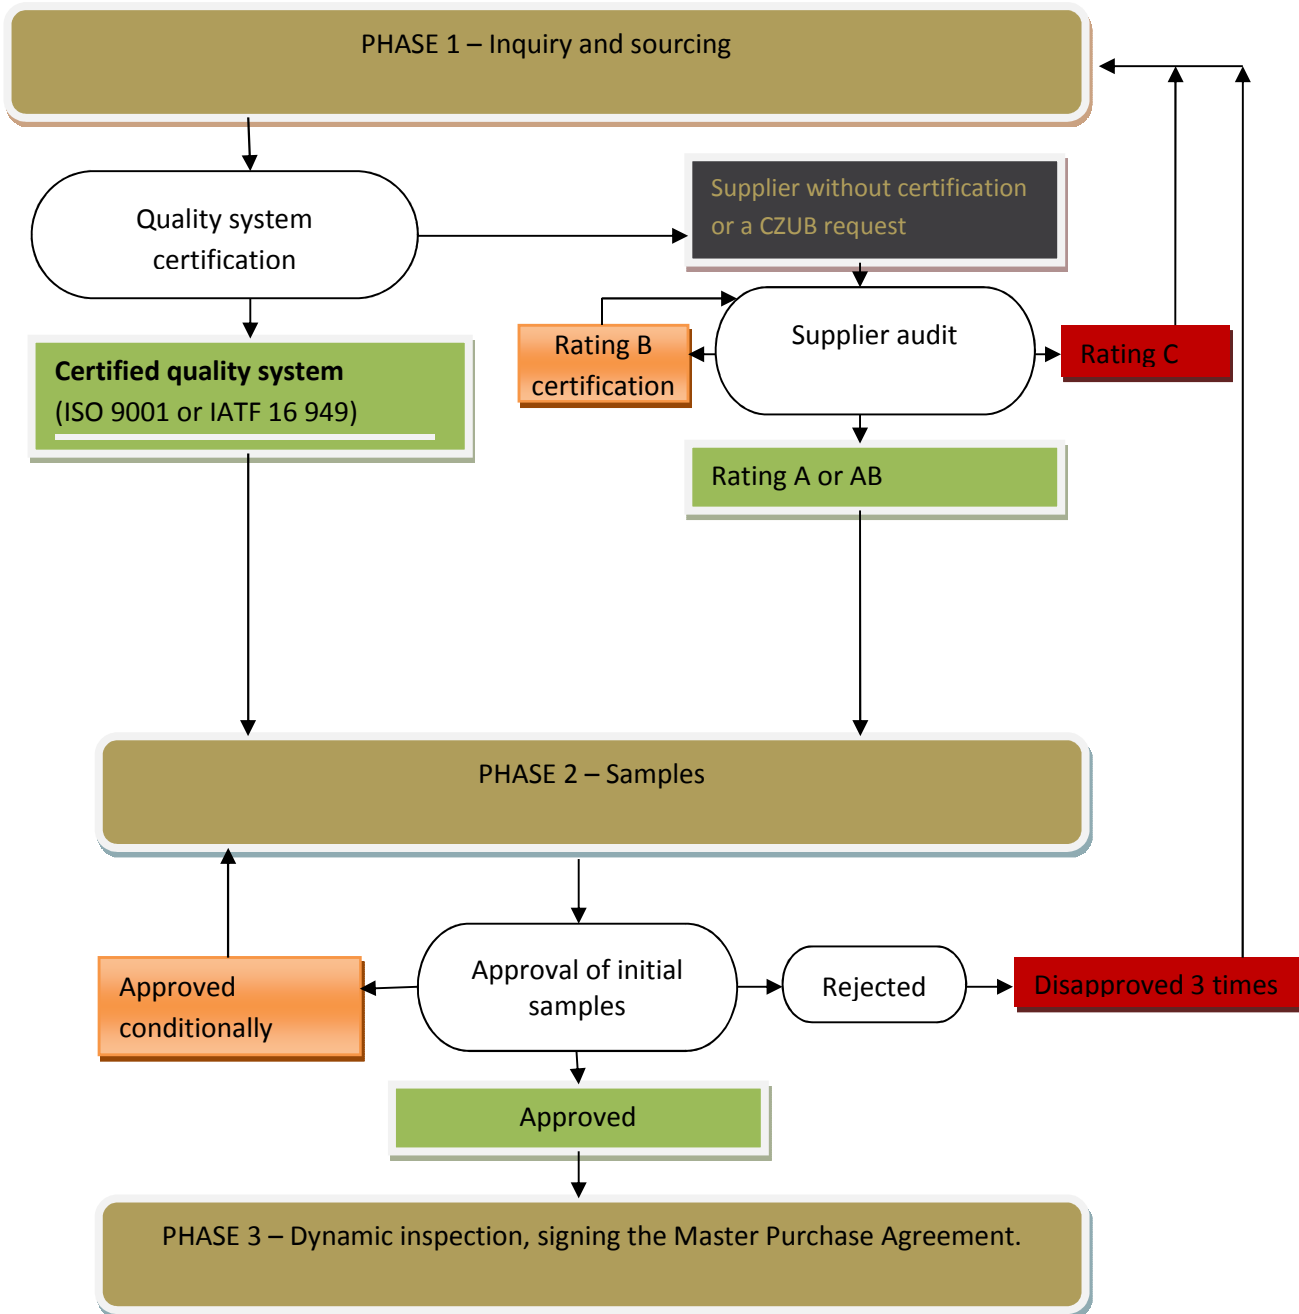 PHASE 1 – Inquiry and sourcing
Quality system
certification
Supplier without certification
or a CZUB request
Certified quality system
(ISO 9001 or IATF 16 949)
Rating B
certification
Supplier audit
Rating C
Rating A or AB
PHASE 2 – Samples
Approved
conditionally
Approval of initial
samples
Rejected
Disapproved 3 times
Approved
PHASE 3 – Dynamic inspection, signing the Master Purchase Agreement.